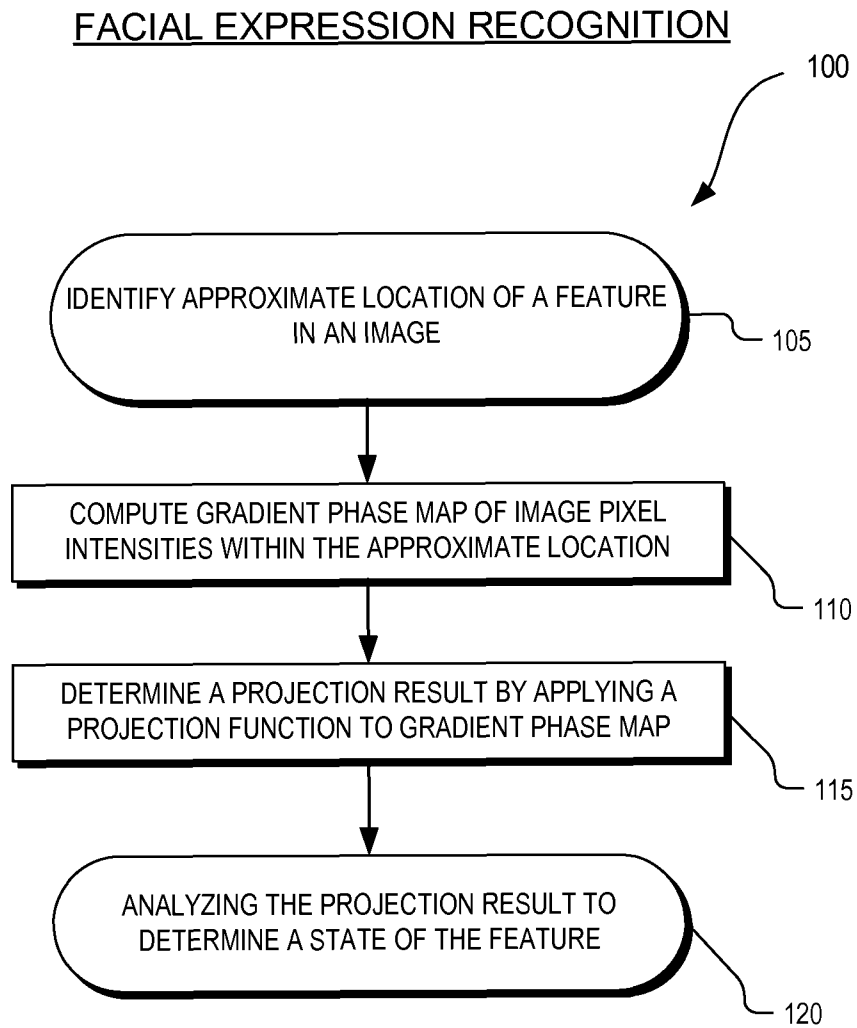 FACIAL EXPRESSION RECOGNITION
100
IDENTIFY APPROXIMATE LOCATION OF A FEATURE
IN AN IMAGE
105
COMPUTE GRADIENT PHASE MAP OF IMAGE PIXEL
INTENSITIES WITHIN THE APPROXIMATE LOCATION
110
DETERMINE A PROJECTION RESULT BY APPLYING A
PROJECTION FUNCTION TO GRADIENT PHASE MAP
115
ANALYZING THE PROJECTION RESULT TO
DETERMINE A STATE OF THE FEATURE
120